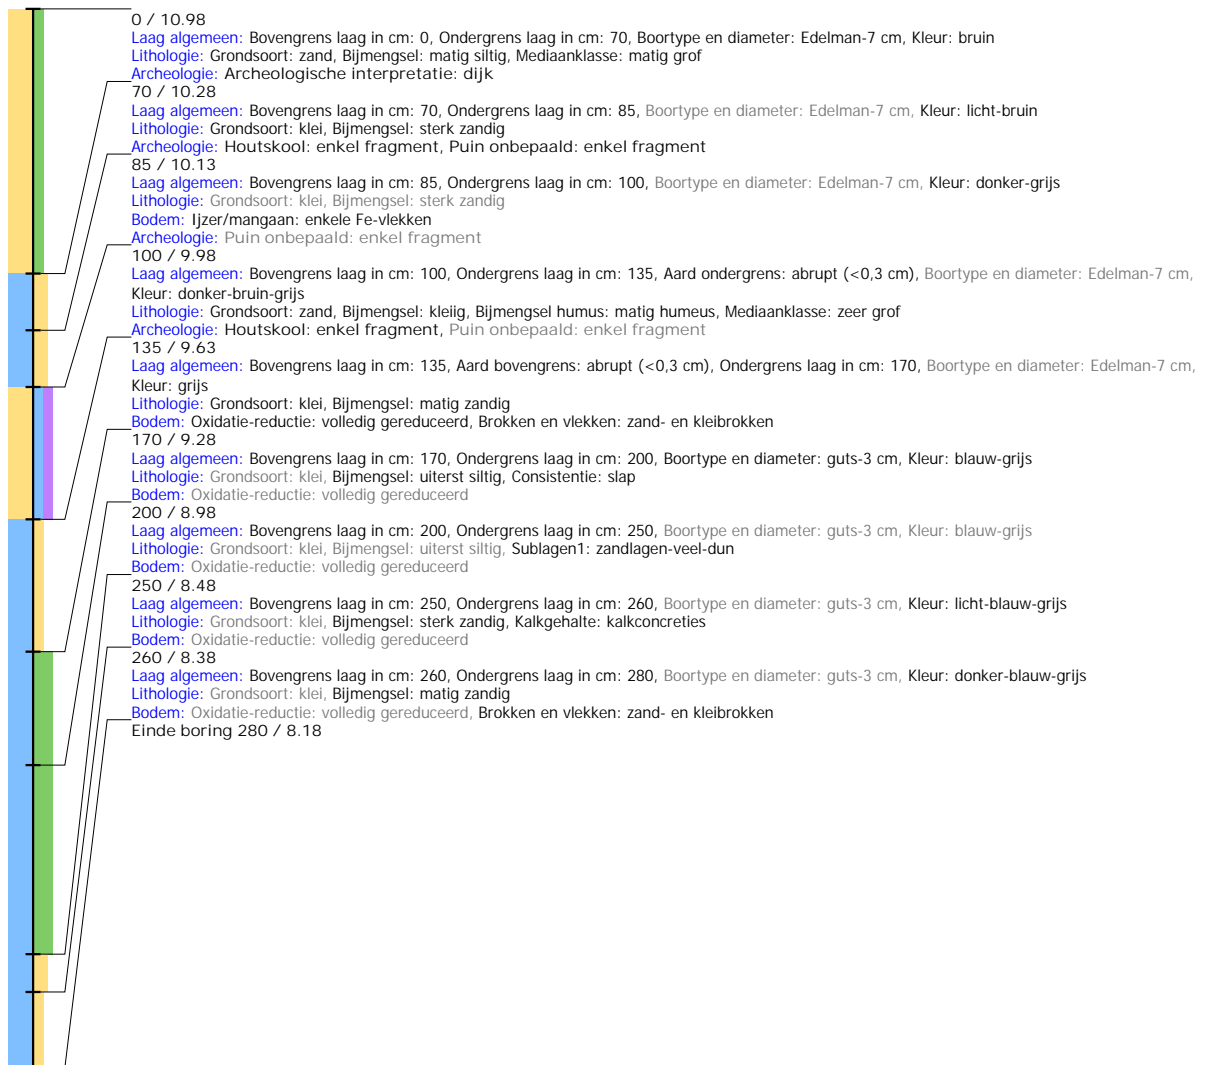 0 / 10.98
Laag algemeen: Bovengrens laag in cm: 0, Ondergrens laag in cm: 70, Boortype en diameter: Edelman-7 cm, Kleur: bruin
Lithologie: Grondsoort: zand, Bijmengsel: matig siltig, Mediaanklasse: matig grof
Archeologie: Archeologische interpretatie: dijk
70 / 10.28
Laag algemeen: Bovengrens laag in cm: 70, Ondergrens laag in cm: 85, Boortype en diameter: Edelman-7 cm, Kleur: licht-bruin
Lithologie: Grondsoort: klei, Bijmengsel: sterk zandig
Archeologie: Houtskool: enkel fragment, Puin onbepaald: enkel fragment
85 / 10.13
Laag algemeen: Bovengrens laag in cm: 85, Ondergrens laag in cm: 100, Boortype en diameter: Edelman-7 cm, Kleur: donker-grijs
Lithologie: Grondsoort: klei, Bijmengsel: sterk zandig
Bodem: Ijzer/mangaan: enkele Fe-vlekken
Archeologie: Puin onbepaald: enkel fragment
100 / 9.98
Laag algemeen: Bovengrens laag in cm: 100, Ondergrens laag in cm: 135, Aard ondergrens: abrupt (<0,3 cm), Boortype en diameter: Edelman-7 cm,
Kleur: donker-bruin-grijs
Lithologie: Grondsoort: zand, Bijmengsel: kleiig, Bijmengsel humus: matig humeus, Mediaanklasse: zeer grof
Archeologie: Houtskool: enkel fragment, Puin onbepaald: enkel fragment
135 / 9.63
Laag algemeen: Bovengrens laag in cm: 135, Aard bovengrens: abrupt (<0,3 cm), Ondergrens laag in cm: 170, Boortype en diameter: Edelman-7 cm,
Kleur: grijs
Lithologie: Grondsoort: klei, Bijmengsel: matig zandig
Bodem: Oxidatie-reductie: volledig gereduceerd, Brokken en vlekken: zand- en kleibrokken
170 / 9.28
Laag algemeen: Bovengrens laag in cm: 170, Ondergrens laag in cm: 200, Boortype en diameter: guts-3 cm, Kleur: blauw-grijs
Lithologie: Grondsoort: klei, Bijmengsel: uiterst siltig, Consistentie: slap
Bodem: Oxidatie-reductie: volledig gereduceerd
200 / 8.98
Laag algemeen: Bovengrens laag in cm: 200, Ondergrens laag in cm: 250, Boortype en diameter: guts-3 cm, Kleur: blauw-grijs
Lithologie: Grondsoort: klei, Bijmengsel: uiterst siltig, Sublagen1: zandlagen-veel-dun
Bodem: Oxidatie-reductie: volledig gereduceerd
250 / 8.48
Laag algemeen: Bovengrens laag in cm: 250, Ondergrens laag in cm: 260, Boortype en diameter: guts-3 cm, Kleur: licht-blauw-grijs
Lithologie: Grondsoort: klei, Bijmengsel: sterk zandig, Kalkgehalte: kalkconcreties
Bodem: Oxidatie-reductie: volledig gereduceerd
260 / 8.38
Laag algemeen: Bovengrens laag in cm: 260, Ondergrens laag in cm: 280, Boortype en diameter: guts-3 cm, Kleur: donker-blauw-grijs
Lithologie: Grondsoort: klei, Bijmengsel: matig zandig
Bodem: Oxidatie-reductie: volledig gereduceerd, Brokken en vlekken: zand- en kleibrokken
Einde boring 280 / 8.18